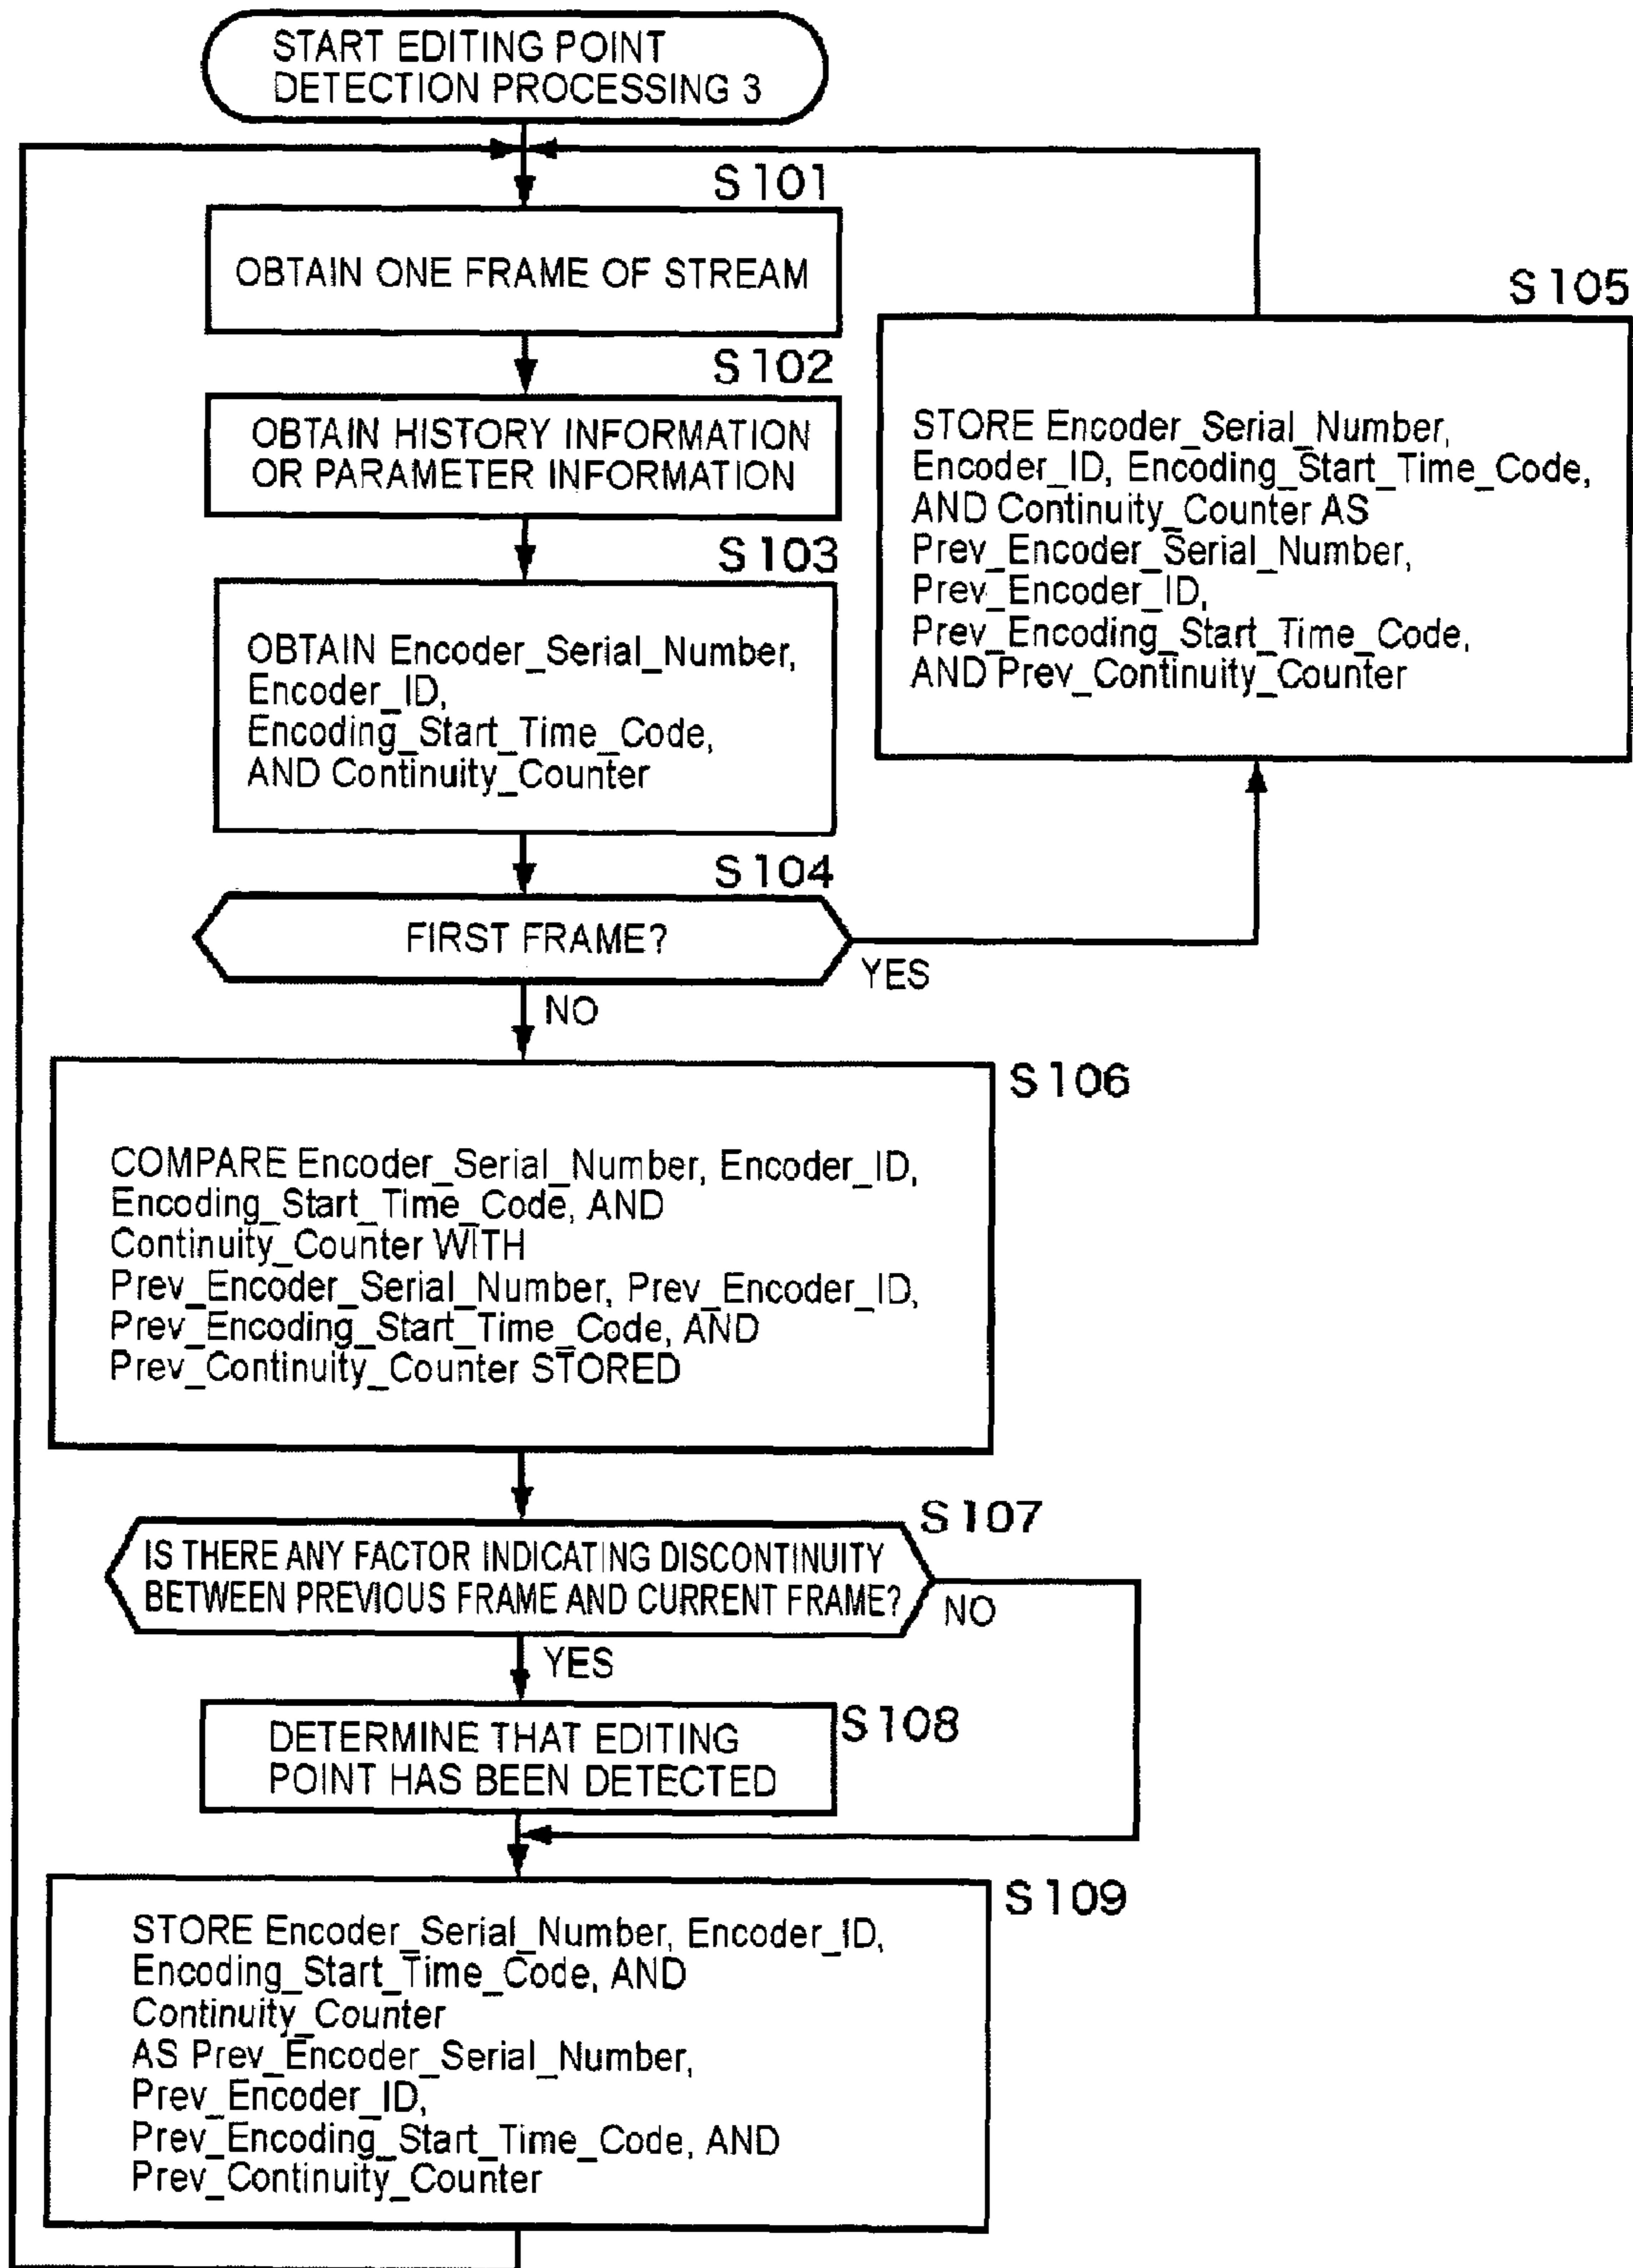 START EDITING POINT
DETECTION PROCESSING 3
S101
OBTAIN ONE FRAME OF STREAM
S102
OBTAIN HISTORY INFORMATION
OR PARAMETER INFORMATION
S103
OBTAIN Encoder_Serial_Number,
Encoder_ID,
Encoding_Start_Time_Code,
AND Continuity_Counter
S104
FIRST FRAME?
YES
NO
S105
STORE Encoder_Serial_Number,
Encoder_ID, Encoding_Start_Time_Code,
AND Continuity_Counter AS
Prev_Encoder_Serial_Number,
Prev_Encoder_ID,
Prev_Encoding_Start_Time_Code,
AND Prev_Continuity_Counter
S106
COMPARE Encoder_Serial_Number, Encoder_ID,
Encoding_Start_Time_Code, AND
Continuity_Counter WITH
Prev_Encoder_Serial_Number, Prev_Encoder_ID,
Prev_Encoding_Start_Time_Code, AND
Prev_Continuity_Counter STORED
S107
IS THERE ANY FACTOR INDICATING DISCONTINUITY
BETWEEN PREVIOUS FRAME AND CURRENT FRAME?
NO
YES
S108
DETERMINE THAT EDITING
POINT HAS BEEN DETECTED
S109
STORE Encoder_Serial_Number, Encoder_ID,
Encoding_Start_Time_Code, AND
Continuity_Counter
AS Prev_Encoder_Serial_Number,
Prev_Encoder_ID,
Prev_Encoding_Start_Time_Code, AND
Prev_Continuity_Counter